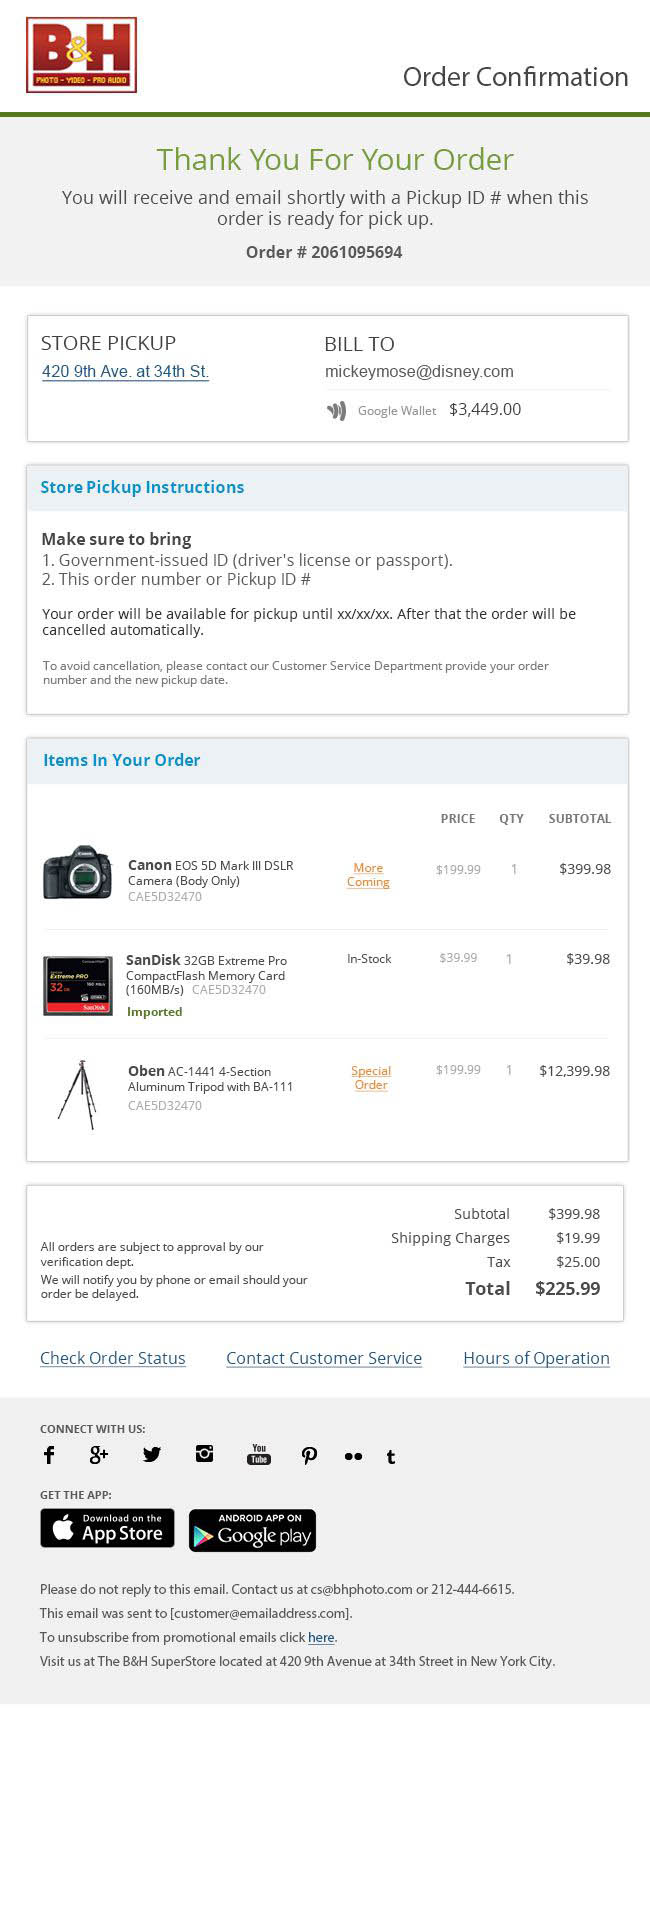 B&H
PHOTO - VIDEO - PRO AUDIO
Order Confirmation
Thank You For Your Order
You will receive and email shortly with a Pickup ID # when this
order is ready for pick up.
Order # 2061095694
STORE PICKUP
420 9th Ave. at 34th St.
BILL TO
mickeymose@disney.com
Google Wallet $3,449.00
Store Pickup Instructions
Make sure to bring
1. Government-issued ID (driver's license or passport).
2. This order number or Pickup ID #
Your order will be available for pickup until xx/xx/xx. After that the order will be
cancelled automatically.
To avoid cancellation, please contact our Customer Service Department provide your order
number and the new pickup date.
Items In Your Order
PRICE QTY SUBTOTAL
Canon EOS 5D Mark III DSLR
Camera (Body Only)
CAE5D32470
More
Coming
$199.99 1 $399.98
Extreme PRO
32GB
160 MB/s
SanDisk
SanDisk 32GB Extreme Pro
CompactFlash Memory Card
(160MB/s) CAE5D32470
Imported
In-Stock
$39.99 1 $39.98
Oben AC-1441 4-Section
Aluminum Tripod with BA-111
CAE5D32470
Special
Order
$199.99 1 $12,399.98
All orders are subject to approval by our
verification dept.
We will notify you by phone or email should your
order be delayed.
Subtotal $399.98
Shipping Charges $19.99
Tax $25.00
Total $225.99
Check Order Status Contact Customer Service Hours of Operation
CONNECT WITH US:
You
Tube
GET THE APP:
Download on the
App Store
ANDROID APP ON
Google play
Please do not reply to this email. Contact us at cs@bhphoto.com or 212-444-6615.
This email was sent to [customer@emailaddress.com].
To unsubscribe from promotional emails click here.
Visit us at The B&H SuperStore located at 420 9th Avenue at 34th Street in New York City.